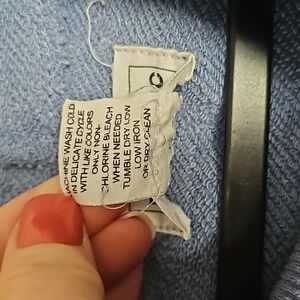 MACHINE WASH COLD
IN DELICATE CYCLE
WITH LIKE COLORS
ONLY NON-
CHLORINE BLEACH
WHEN NEEDED
TUMBLE DRY LOW
LOW IRON
OR DRY CLEAN
C